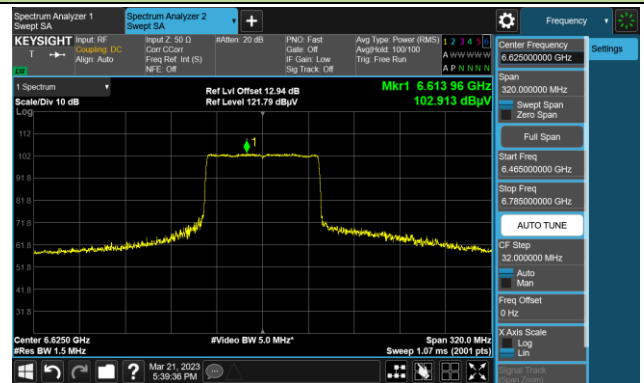 Spectrum Analyzer 1
Swept SA
Spectrum Analyzer 2
Swept SA
Frequency
KEYSIGHT
T
LXI
Input: RF
Coupling: DC
Align: Auto
Input Z: 50 Ω
Corr CCorr
Freq Ref: Int (S)
NFE: Off
#Atten: 20 dB
PNO: Fast
Gate: Off
IF Gain: Low
Sig Track: Off
Avg Type: Power (RMS)
Avg|Hold: 100/100
Trig: Free Run
1 2 3 4 5 6
A W W W W W
A P N N N N
1 Spectrum
Scale/Div 10 dB
Log
Ref Lvl Offset 12.94 dB
Ref Level 121.79 dBµV
Mkr1 6.613 96 GHz
102.913 dBµV
1
112
102
91.8
81.8
71.8
61.8
51.8
41.8
31.8
Center 6.6250 GHz
#Res BW 1.5 MHz
#Video BW 5.0 MHz*
Span 320.0 MHz
Sweep 1.07 ms (2001 pts)
Mar 21, 2023
5:39:36 PM
Center Frequency
6.625000000 GHz
Span
320.000000 MHz
Swept Span
Zero Span
Full Span
Start Freq
6.465000000 GHz
Stop Freq
6.785000000 GHz
AUTO TUNE
CF Step
32.000000 MHz
Auto
Man
Freq Offset
0 Hz
X Axis Scale
Log
Lin
Signal Track
(Span Zoom)
Settings